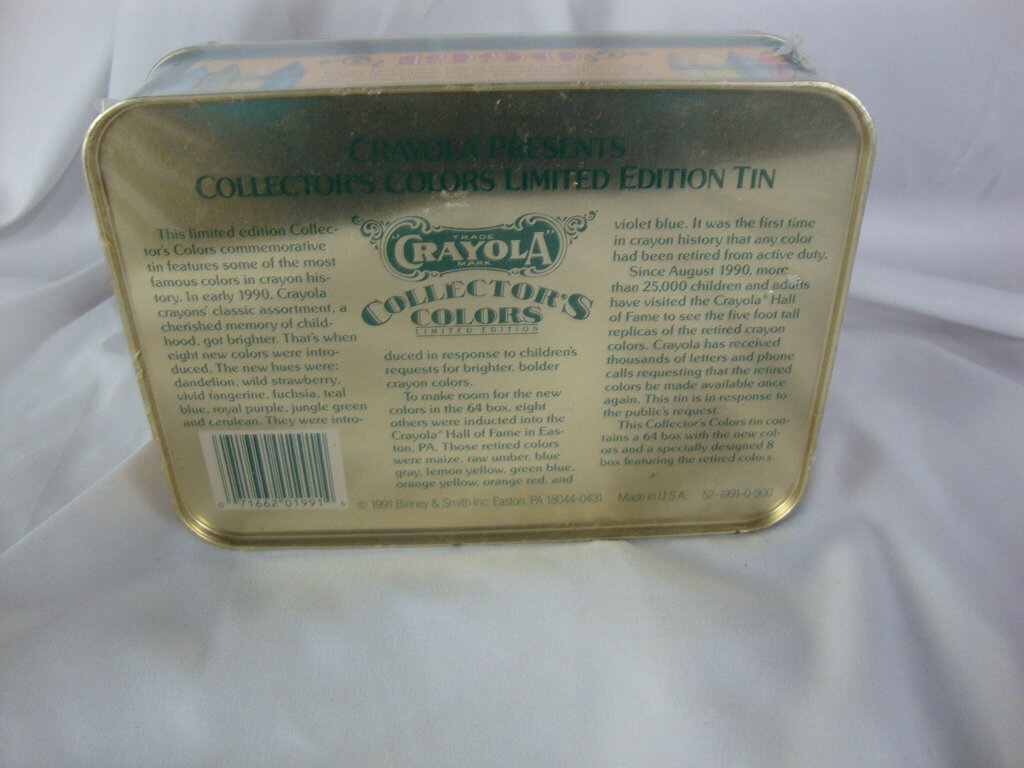 1990
CRAYOLA PRESENTS
COLLECTOR'S COLORS LIMITED EDITION TIN
This limited edition Collec-
tor's Colors commemorative
tin features some of the most
famous colors in crayon his-
tory. In early 1990, Crayola
crayons' classic assortment, a
cherished memory of child-
hood, got brighter. That's when
eight new colors were intro-
duced. The new hues were:
dandelion, wild strawberry,
vivid tangerine, fuchsia, teal
blue, royal purple, jungle green
and cerulean. They were intro-
TRADE
"CRAYOLA"
MARK
COLLECTOR'S
COLORS
LIMITED EDITION
duced in response to children's
requests for brighter, bolder
crayon colors.
To make room for the new
colors in the 64 box, eight
others were inducted into the
Crayola® Hall of Fame in Eas-
ton, PA. Those retired colors
were maize, raw umber, blue
gray, lemon yellow, green blue,
orange yellow, orange red, and
violet blue. It was the first time
in crayon history that any color
had been retired from active duty.
Since August 1990, more
than 25,000 children and adults
have visited the Crayola® Hall
of Fame to see the five foot tall
replicas of the retired crayon
colors. Crayola has received
thousands of letters and phone
calls requesting that the retired
colors be made available once
again. This tin is in response to
the public's request.
This Collector's Colors tin con-
tains a 64 box with the new col-
ors and a specially designed 8
box featuring the retired colors.
0 71662 01991 4
© 1991 Binney & Smith Inc. Easton, PA 18044-0431 Made in U.S.A. 52-1991-0-900